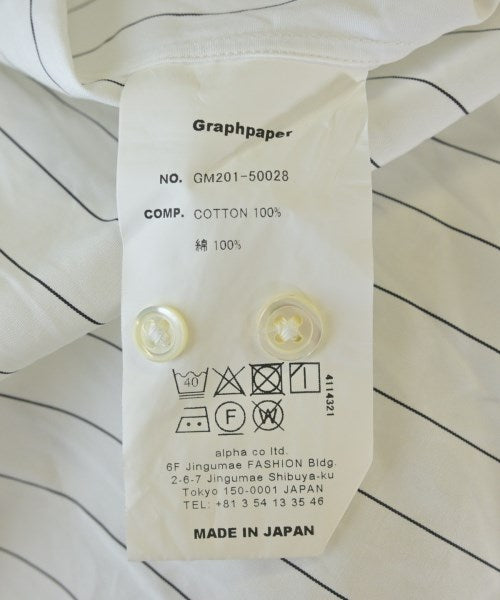 Graphpaper
NO. GM201-50028
COMP. COTTON 100%
綿 100%
40
F
W
4114321
alpha co ltd.
6F Jingumae FASHION Bldg.
2-6-7 Jingumae Shibuya-ku
Tokyo 150-0001 JAPAN
TEL: +81 3 54 13 35 46
MADE IN JAPAN